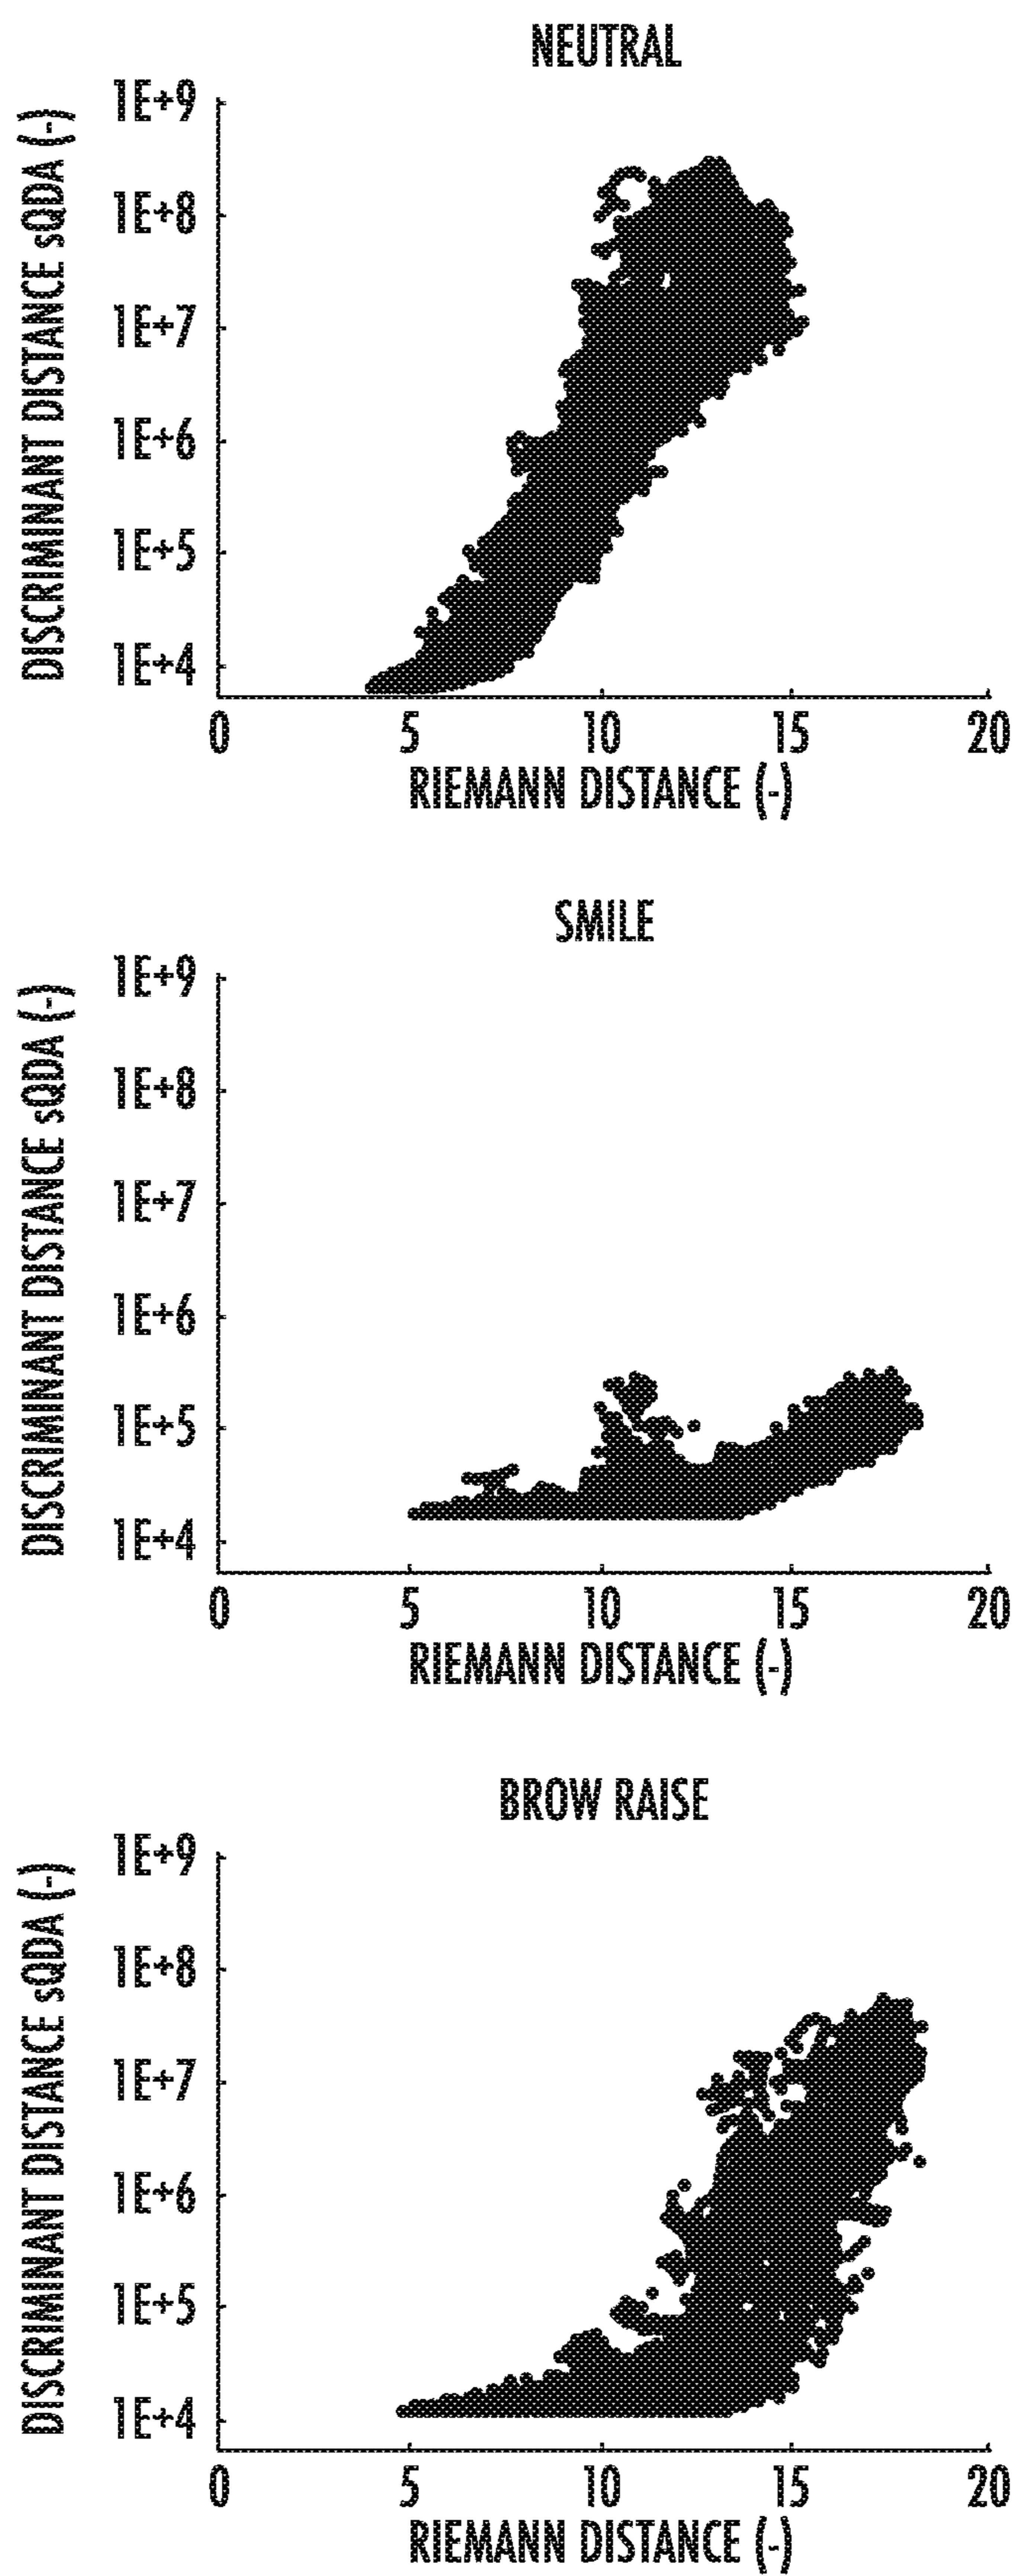 NEUTRAL
DISCRIMINANT DISTANCE sQDA (-)
1E+9
1E+8
1E+7
1E+6
1E+5
1E+4
0 5 10 15 20
RIEMANN DISTANCE (-)
SMILE
DISCRIMINANT DISTANCE sQDA (-)
1E+9
1E+8
1E+7
1E+6
1E+5
1E+4
0 5 10 15 20
RIEMANN DISTANCE (-)
BROW RAISE
DISCRIMINANT DISTANCE sQDA (-)
1E+9
1E+8
1E+7
1E+6
1E+5
1E+4
0 5 10 15 20
RIEMANN DISTANCE (-)